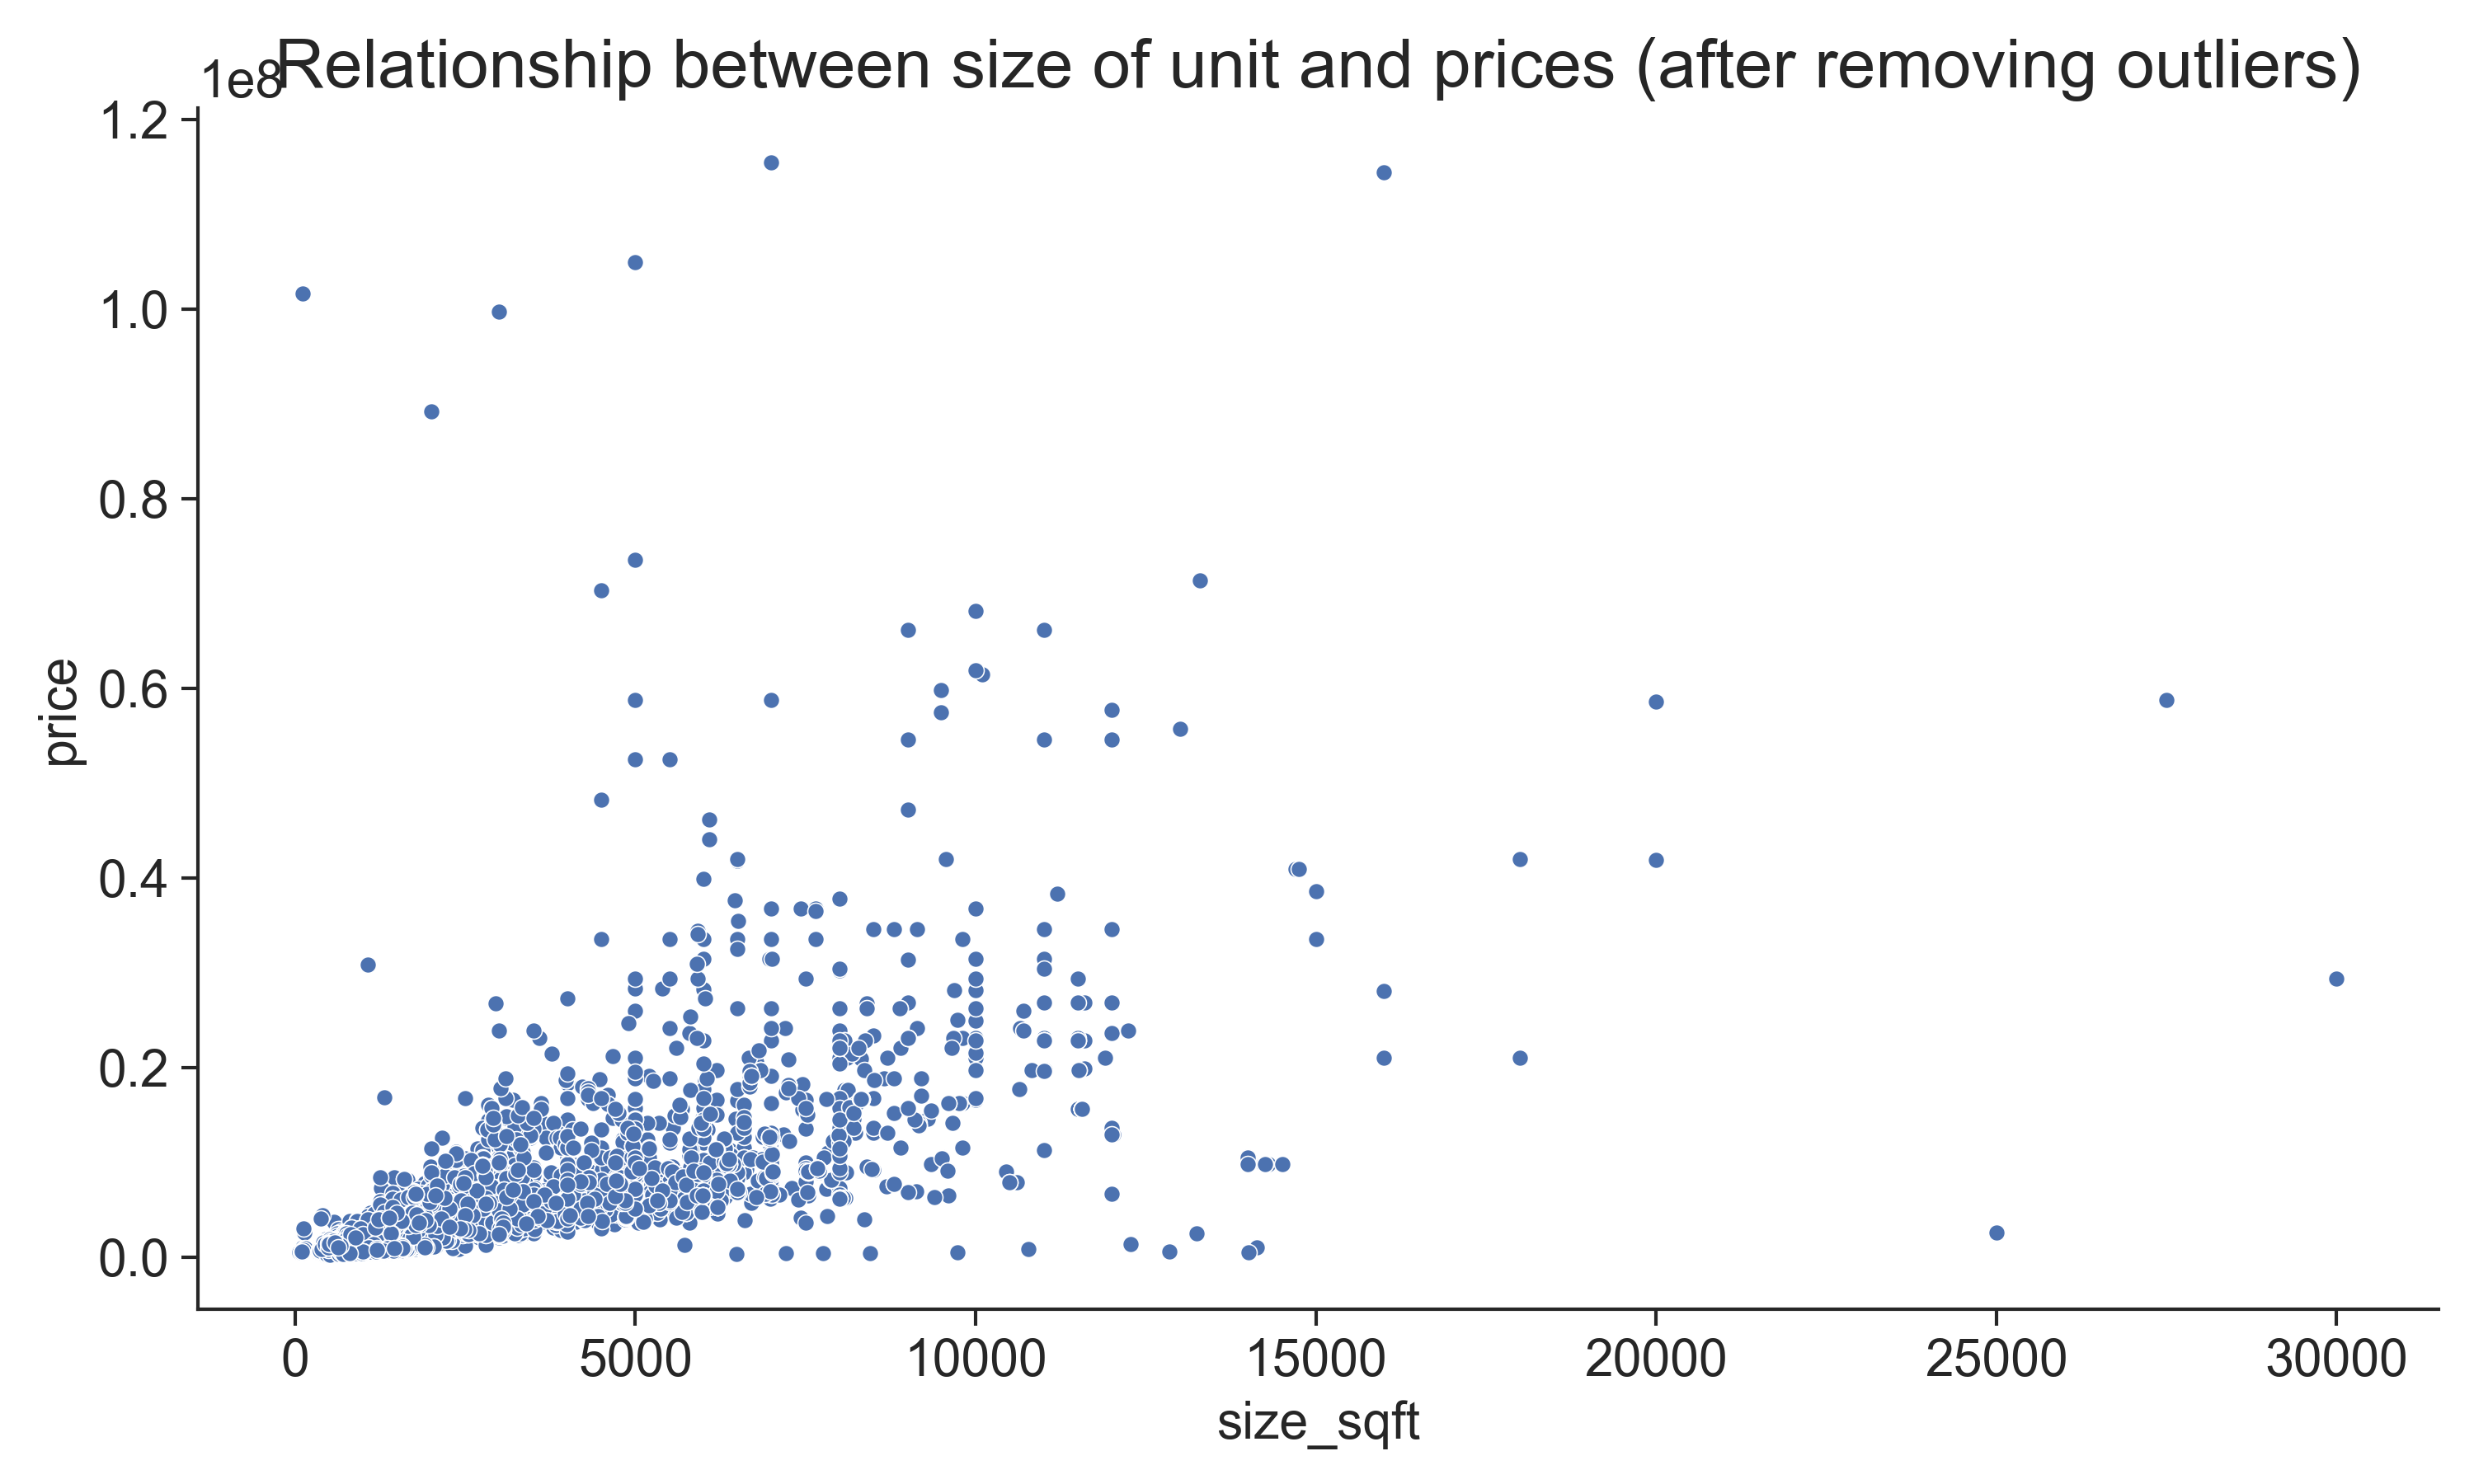 Relationship between size of unit and prices (after removing outliers)
1e8
1.2
1.0
0.8
0.6
0.4
0.2
0.0
price
0 5000 10000 15000 20000 25000 30000
size_sqft